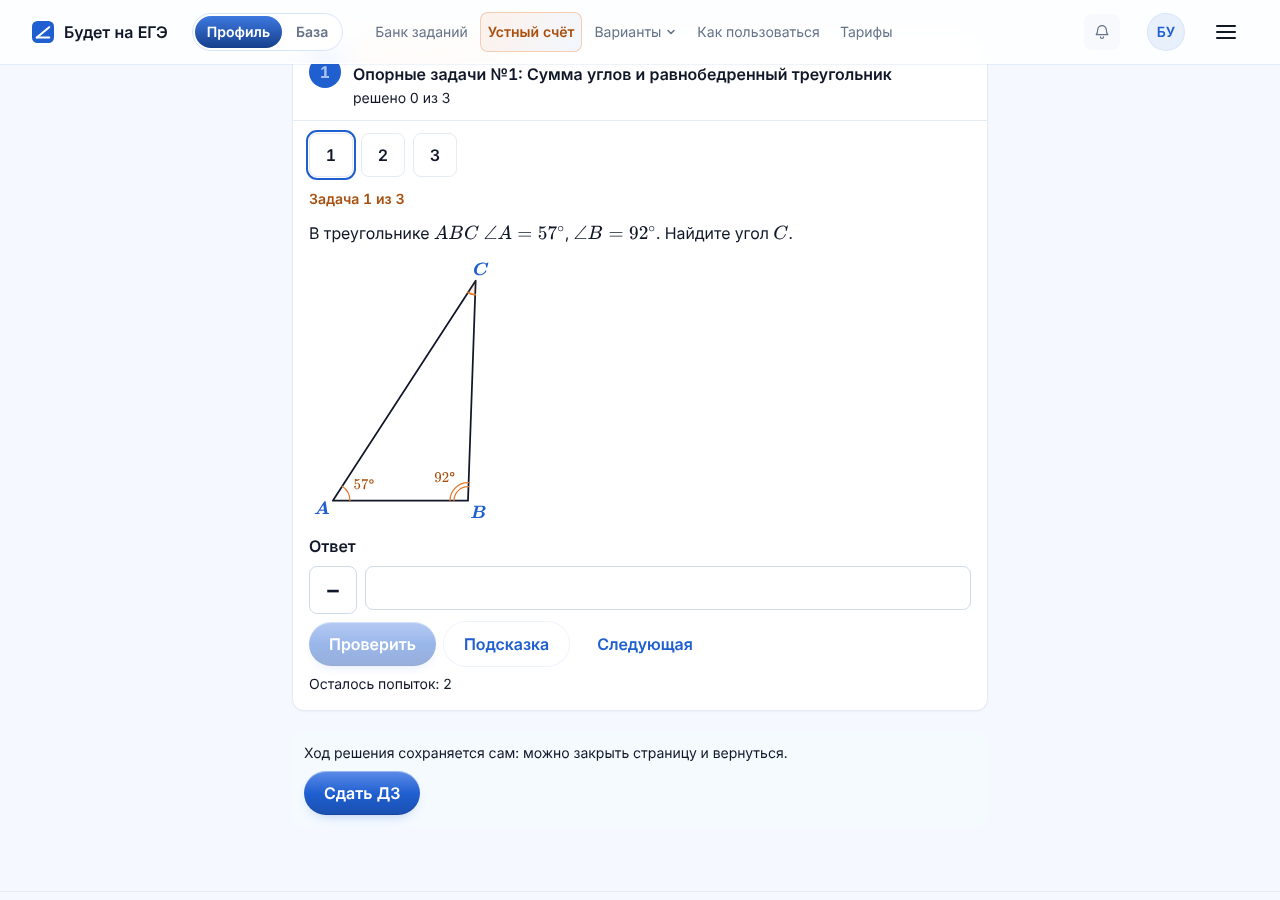 Будет на ЕГЭ
Профиль
База
Банк заданий
Устный счёт
Варианты
Как пользоваться
Тарифы
БУ
1
Опорные задачи №1: Сумма углов и равнобедренный треугольник
решено 0 из 3
1 2 3
Задача 1 из 3
В треугольнике ABC ∠A = 57°, ∠B = 92°. Найдите угол C.
C
57°
92°
A
B
Ответ
−
Проверить
Подсказка
Следующая
Осталось попыток: 2
Ход решения сохраняется сам: можно закрыть страницу и вернуться.
Сдать ДЗ